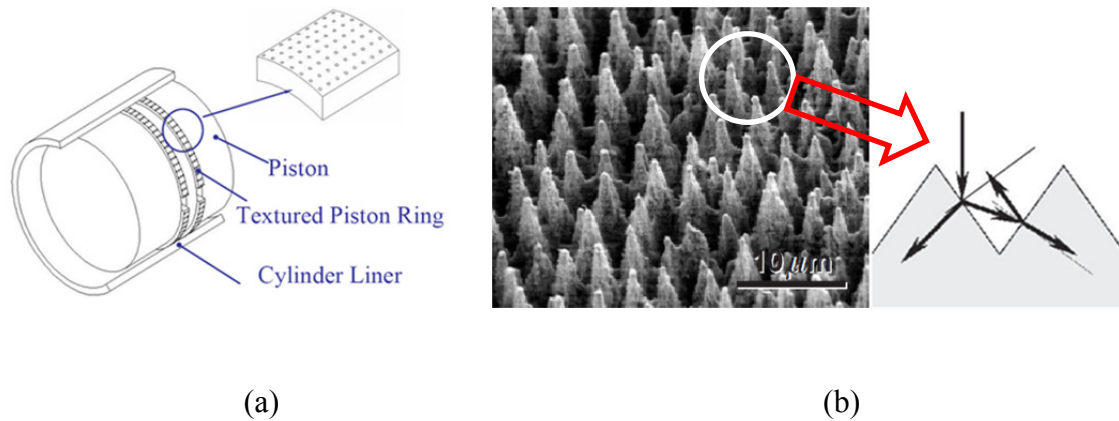 Piston
Textured Piston Ring
Cylinder Liner
10 μm
(a)
(b)